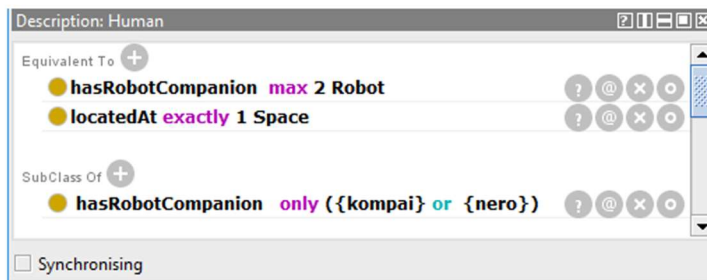 Description: Human
Equivalent To
hasRobotCompanion max 2 Robot
locatedAt exactly 1 Space
SubClass Of
hasRobotCompanion only ({kompai} or {nero})
Synchronising